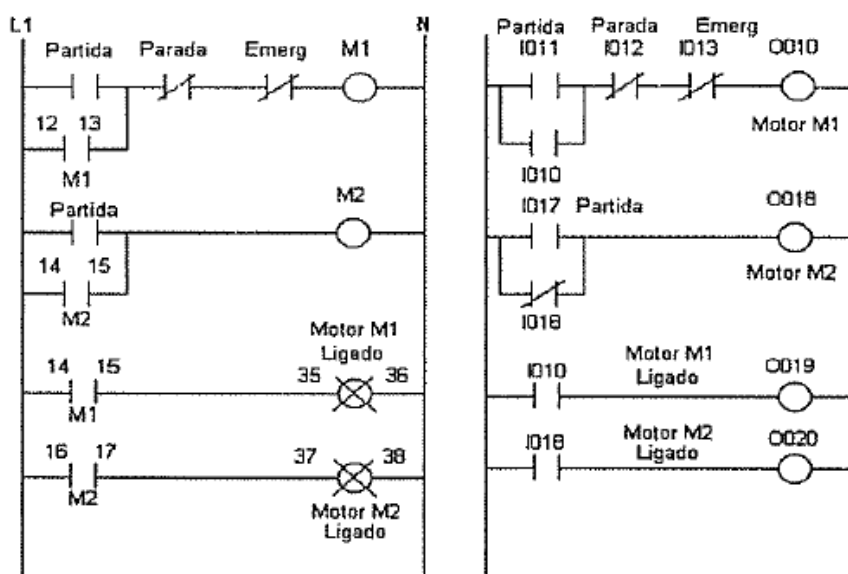 L1 N
Partida Parada Emerg M1
12 13
M1
Partida M2
14 15
M2
Motor M1
Ligado
14 15 35 36
M1
16 17 37 38
M2
Motor M2
Ligado
Partida Parada Emerg
I011 I012 I013 O010
Motor M1
I010
I017 Partida O018
Motor M2
I018
I010 Motor M1 O019
Ligado
I018 Motor M2 O020
Ligado